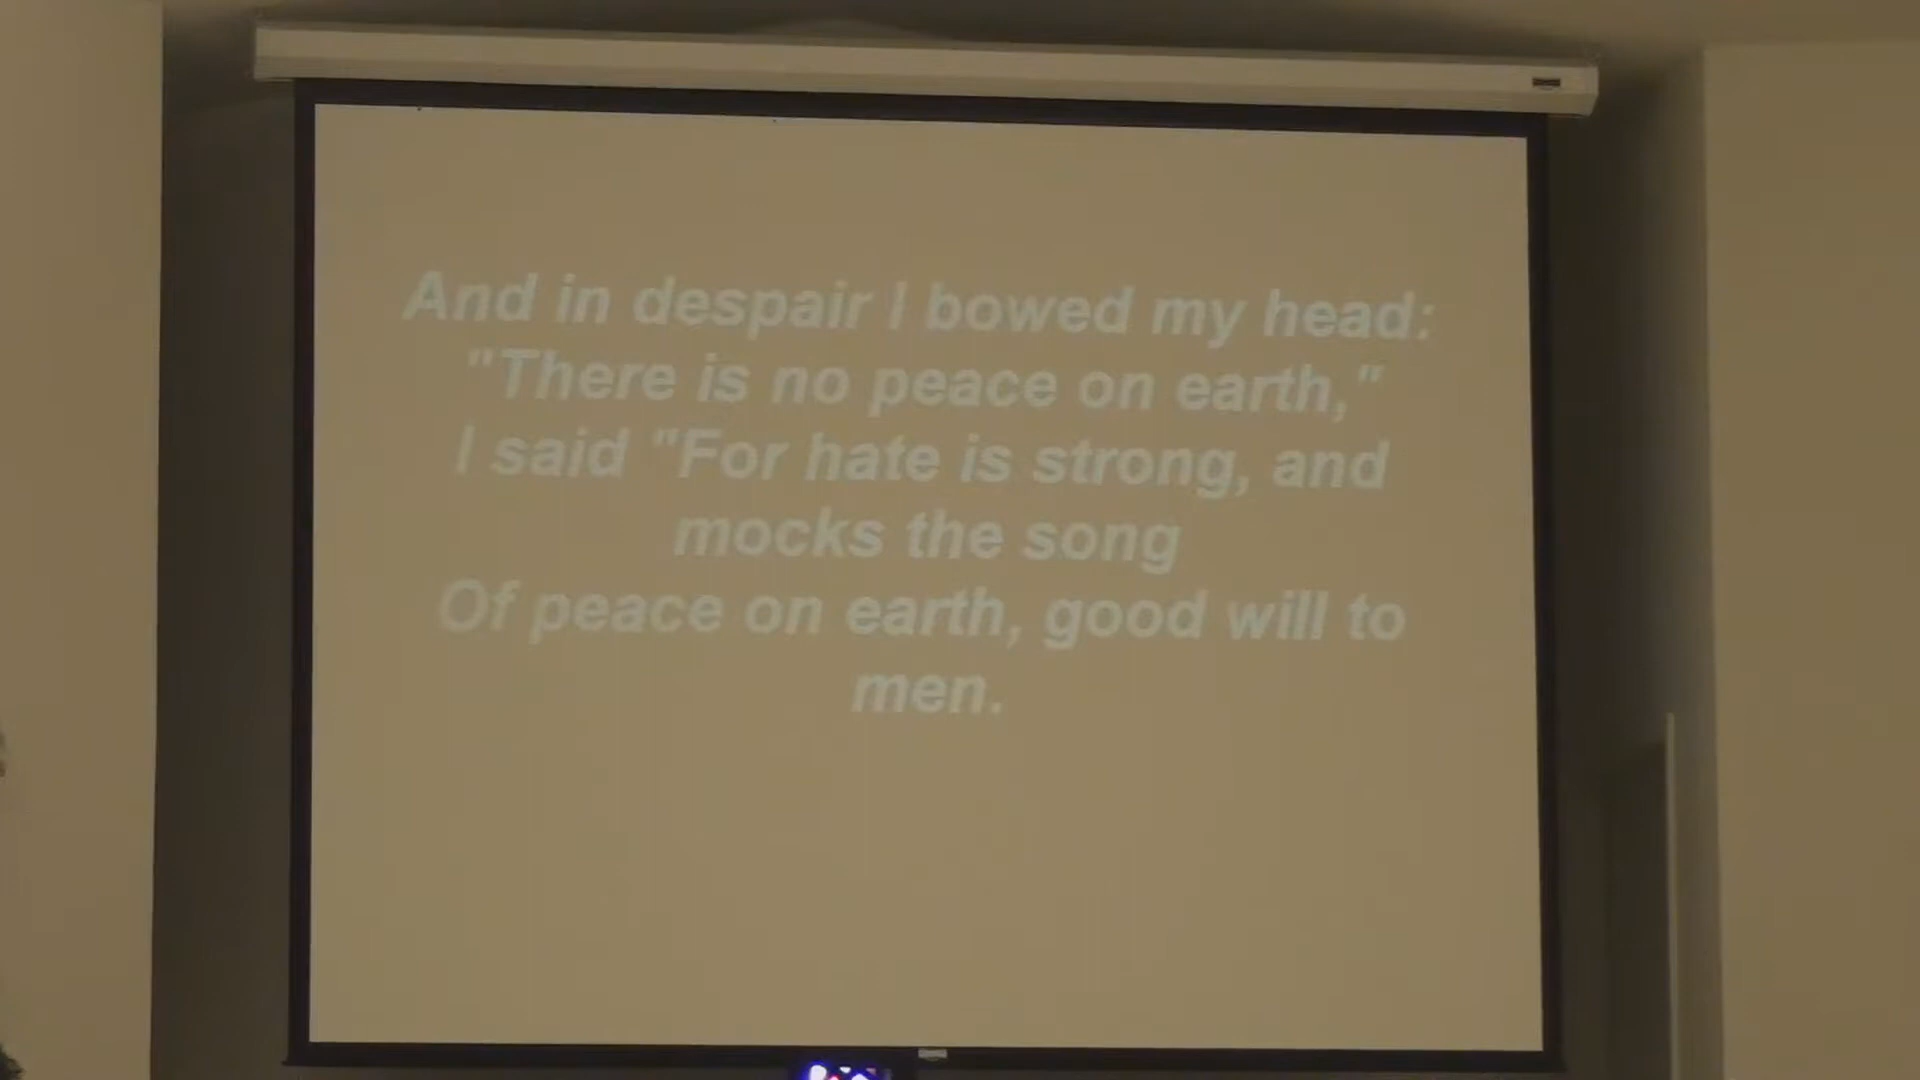 And in despair I bowed my head:
"There is no peace on earth,"
I said "For hate is strong, and
mocks the song
Of peace on earth, good will to
men.